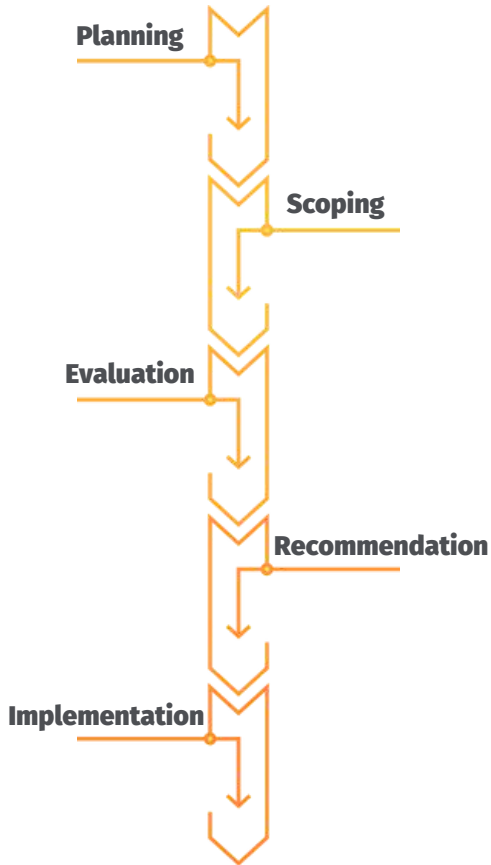 Planning
Scoping
Evaluation
Recommendation
Implementation